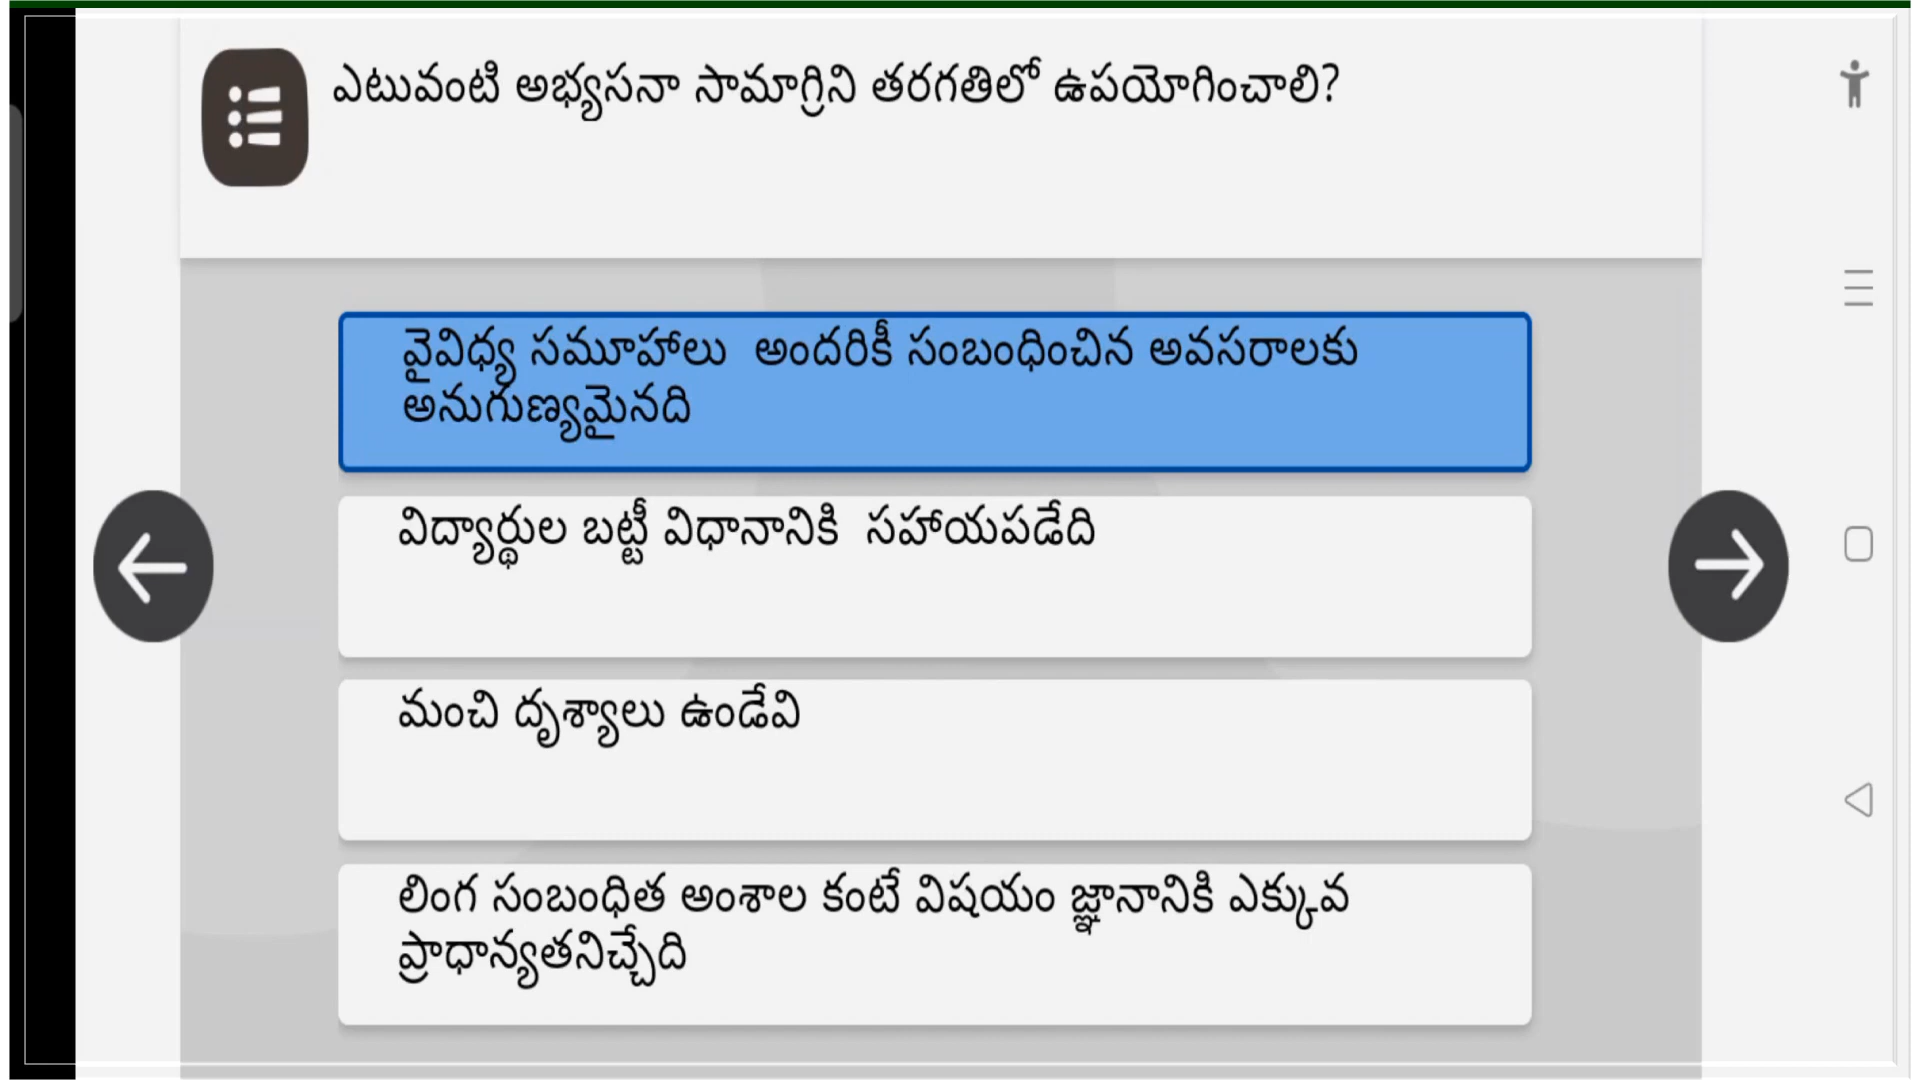 ఎటువంటి అభ్యసనా సామాగ్రిని తరగతిలో ఉపయోగించాలి?
వైవిధ్య సమూహాలు  అందరికీ సంబంధించిన అవసరాలకు
అనుగుణ్యమైనది
విద్యార్థుల బట్టీ విధానానికి  సహాయపడేది
మంచి దృశ్యాలు ఉండేవి
లింగ సంబంధిత అంశాల కంటే విషయం జ్ఞానానికి ఎక్కువ
ప్రాధాన్యతనిచ్చేది